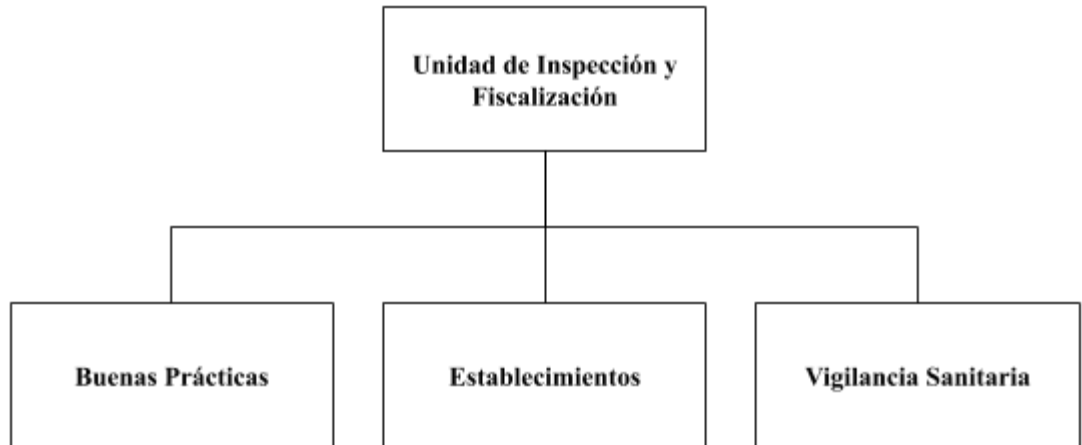 Unidad de Inspección y
Fiscalización
Buenas Prácticas
Establecimientos
Vigilancia Sanitaria